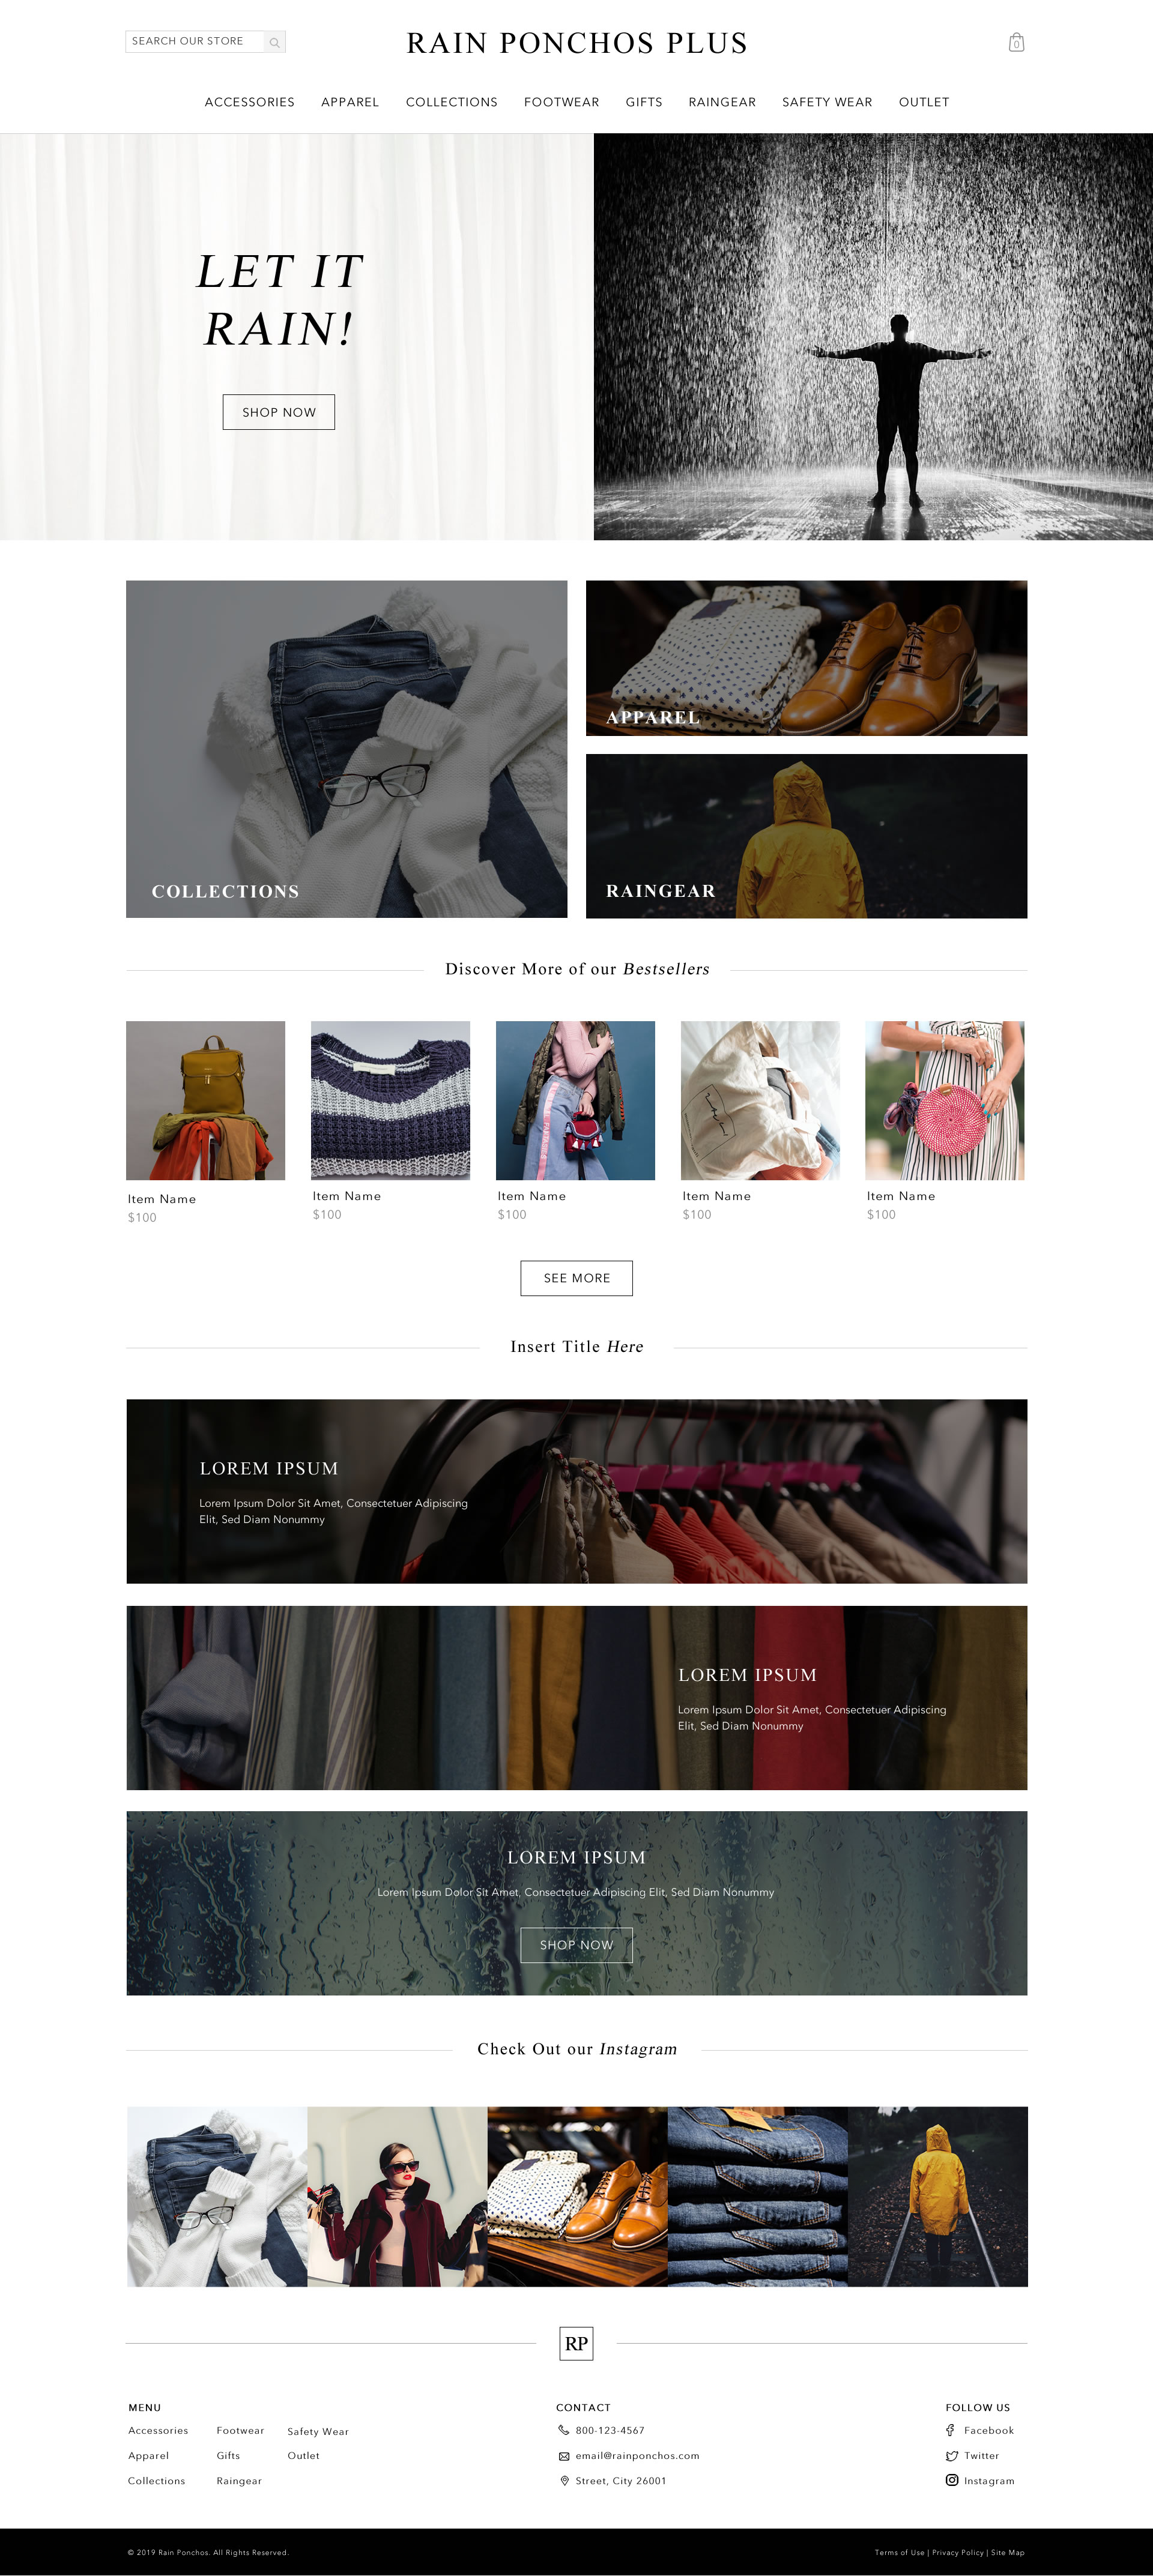 SEARCH OUR STORE
RAIN PONCHOS PLUS
0
ACCESSORIES APPAREL COLLECTIONS FOOTWEAR GIFTS RAINGEAR SAFETY WEAR OUTLET
LET IT
RAIN!
SHOP NOW
COLLECTIONS
APPAREL
RAINGEAR
Discover More of our Bestsellers
Item Name
$100
Item Name
$100
Item Name
$100
Item Name
$100
Item Name
$100
SEE MORE
Insert Title Here
LOREM IPSUM
Lorem Ipsum Dolor Sit Amet, Consectetuer Adipiscing
Elit, Sed Diam Nonummy
LOREM IPSUM
Lorem Ipsum Dolor Sit Amet, Consectetuer Adipiscing
Elit, Sed Diam Nonummy
LOREM IPSUM
Lorem Ipsum Dolor Sit Amet, Consectetuer Adipiscing Elit, Sed Diam Nonummy
SHOP NOW
Check Out our Instagram
RP
MENU
Accessories Footwear Safety Wear
Apparel Gifts Outlet
Collections Raingear
CONTACT
800-123-4567
email@rainponchos.com
Street, City 26001
FOLLOW US
Facebook
Twitter
Instagram
© 2019 Rain Ponchos. All Rights Reserved.
Terms of Use | Privacy Policy | Site Map